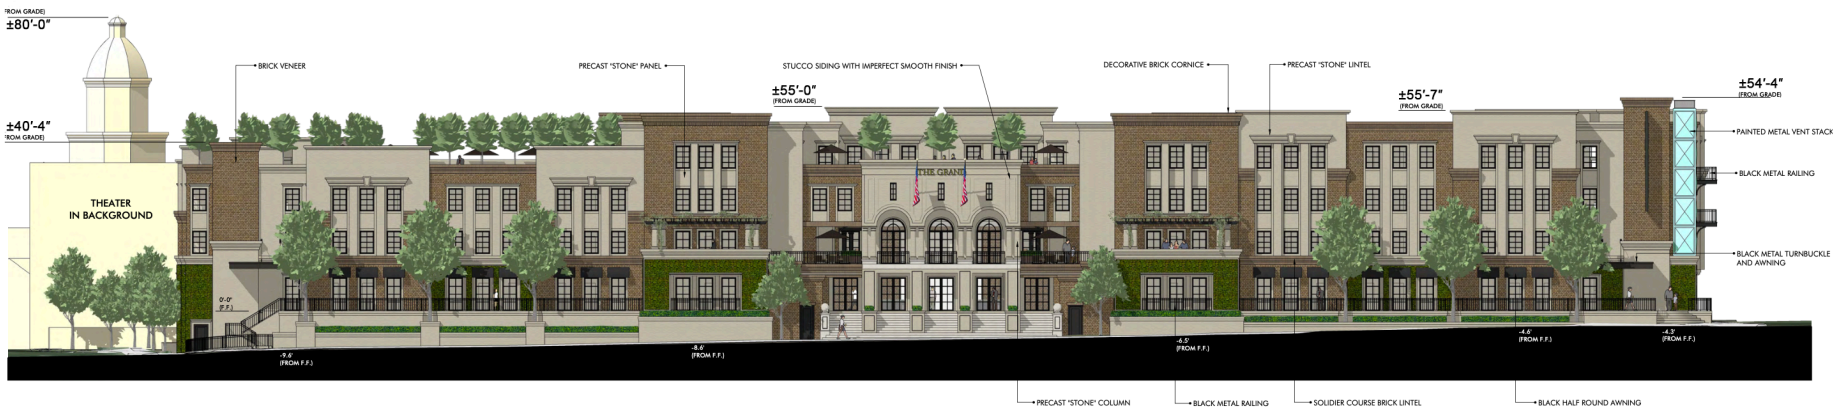 (FROM GRADE)
±80'-0"
BRICK VENEER
PRECAST "STONE" PANEL
STUCCO SIDING WITH IMPERFECT SMOOTH FINISH
DECORATIVE BRICK CORNICE
PRECAST "STONE" LINTEL
±55'-0"
(FROM GRADE)
±55'-7"
(FROM GRADE)
±54'-4"
(FROM GRADE)
±40'-4"
(FROM GRADE)
PAINTED METAL VENT STACK
THE GRAND
BLACK METAL RAILING
THEATER
IN BACKGROUND
BLACK METAL TURNBUCKLE
AND AWNING
0'-0"
(F.F.)
-9.6'
(FROM F.F.)
-8.6'
(FROM F.F.)
-6.5'
(FROM F.F.)
-4.6'
(FROM F.F.)
-4.3'
(FROM F.F.)
PRECAST "STONE" COLUMN
BLACK METAL RAILING
SOLIDIER COURSE BRICK LINTEL
BLACK HALF ROUND AWNING